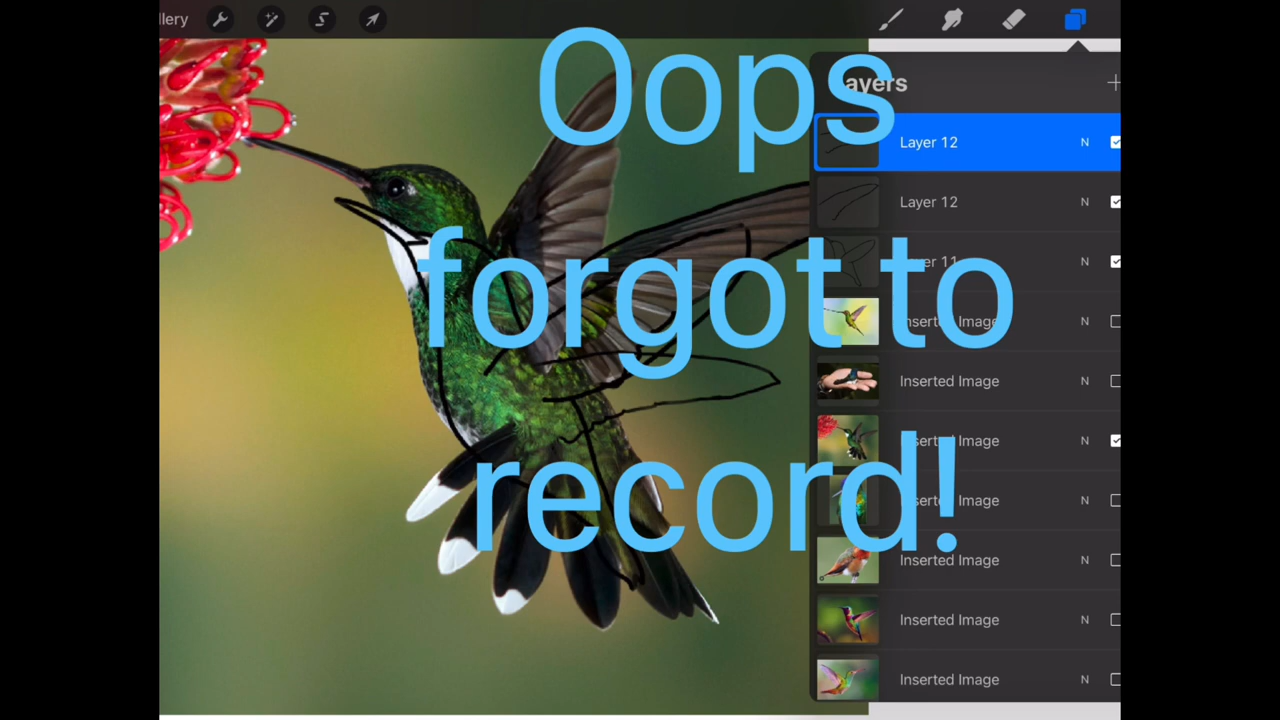 llery
Oops
forgot to
record!
ayers
Layer 12
N
Layer 12
N
Layer 11
N
Inserted Image
N
Inserted Image
N
Inserted Image
N
Inserted Image
N
Inserted Image
N
Inserted Image
N
Inserted Image
N